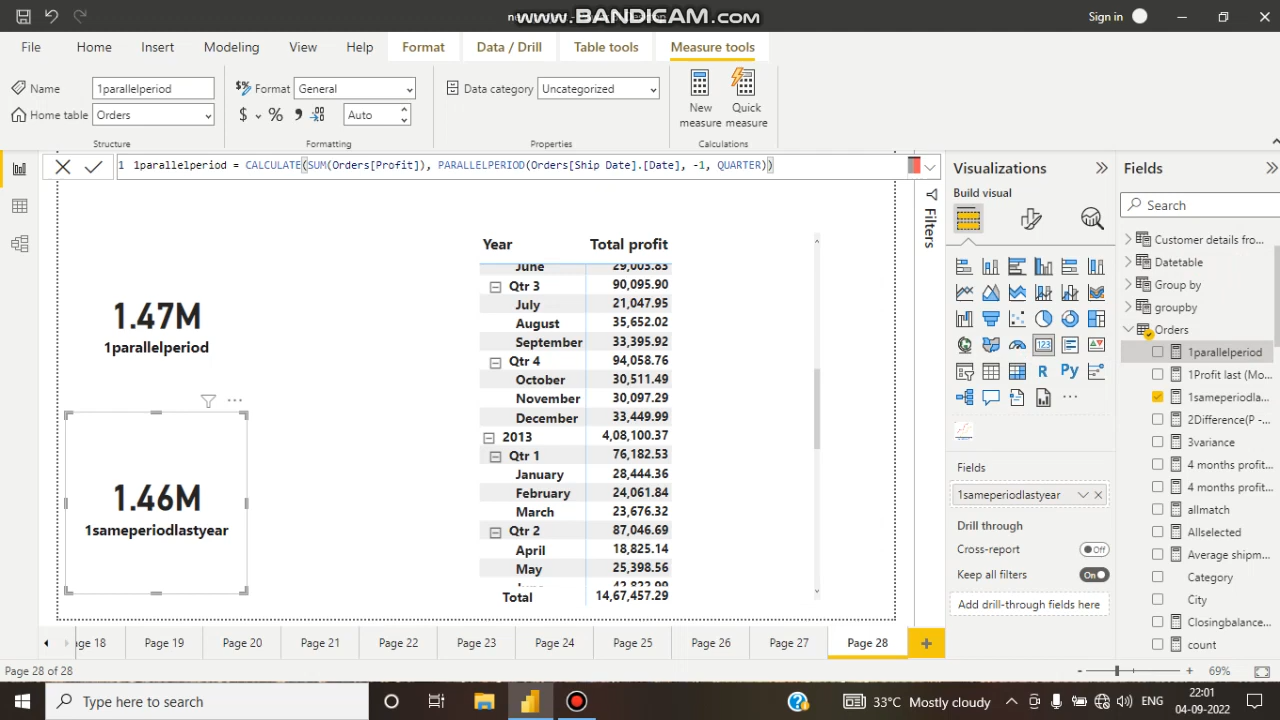 www.BANDICAM.com
Sign in
File
Home
Insert
Modeling
View
Help
Format
Data / Drill
Table tools
Measure tools
Name
1parallelperiod
Format
General
Data category
Uncategorized
New measure
Quick measure
Home table
Orders
$
%
Auto
Structure
Formatting
Properties
Calculations
1 1parallelperiod = CALCULATE(SUM(Orders[Profit]), PARALLELPERIOD(Orders[Ship Date].[Date], -1, QUARTER))
1.47M
1parallelperiod
1.46M
1sameperiodlastyear
Year Total profit
June 29,003.83
Qtr 3 90,095.90
July 21,047.95
August 35,652.02
September 33,395.92
Qtr 4 94,058.76
October 30,511.49
November 30,097.29
December 33,449.99
2013 4,08,100.37
Qtr 1 76,182.53
January 28,444.36
February 24,061.84
March 23,676.32
Qtr 2 87,046.69
April 18,825.14
May 25,398.56
June 42,822.99
Total 14,67,457.29
Filters
Visualizations
Build visual
123
R
Py
Fields
1sameperiodlastyear
Drill through
Cross-report
Off
Keep all filters
On
Add drill-through fields here
Fields
Search
Customer details fro...
Datetable
Group by
groupby
Orders
1parallelperiod
1Profit last (Mo...
1sameperiodla...
2Difference(P -...
3variance
4 months profit...
4 months profit...
allmatch
Allselected
Average shipm...
Category
City
Closingbalance...
count
ge 18
Page 19
Page 20
Page 21
Page 22
Page 23
Page 24
Page 25
Page 26
Page 27
Page 28
Page 28 of 28
69%
Type here to search
33°C Mostly cloudy
ENG
22:01
04-09-2022